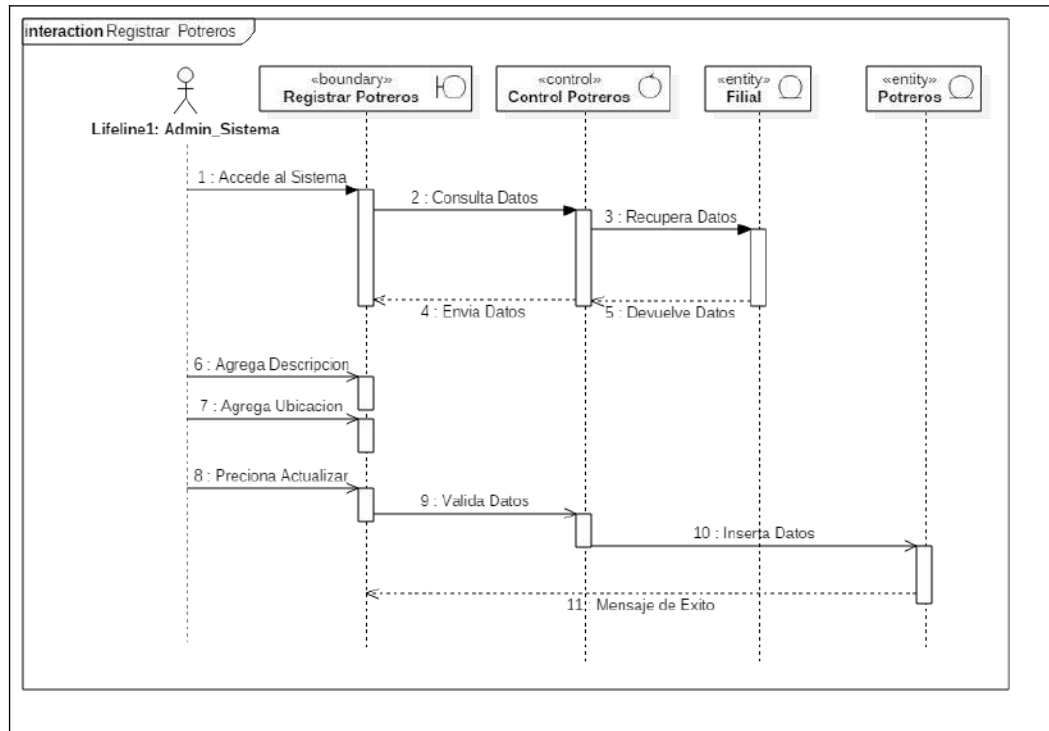 interaction Registrar Potreros
«boundary»
Registrar Potreros
«control»
Control Potreros
«entity»
Filial
«entity»
Potreros
Lifeline1: Admin_Sistema
1 : Accede al Sistema
2 : Consulta Datos
3 : Recupera Datos
4 : Envia Datos
5 : Devuelve Datos
6 : Agrega Descripcion
7 : Agrega Ubicacion
8 : Preciona Actualizar
9 : Valida Datos
10 : Inserta Datos
11 : Mensaje de Exito